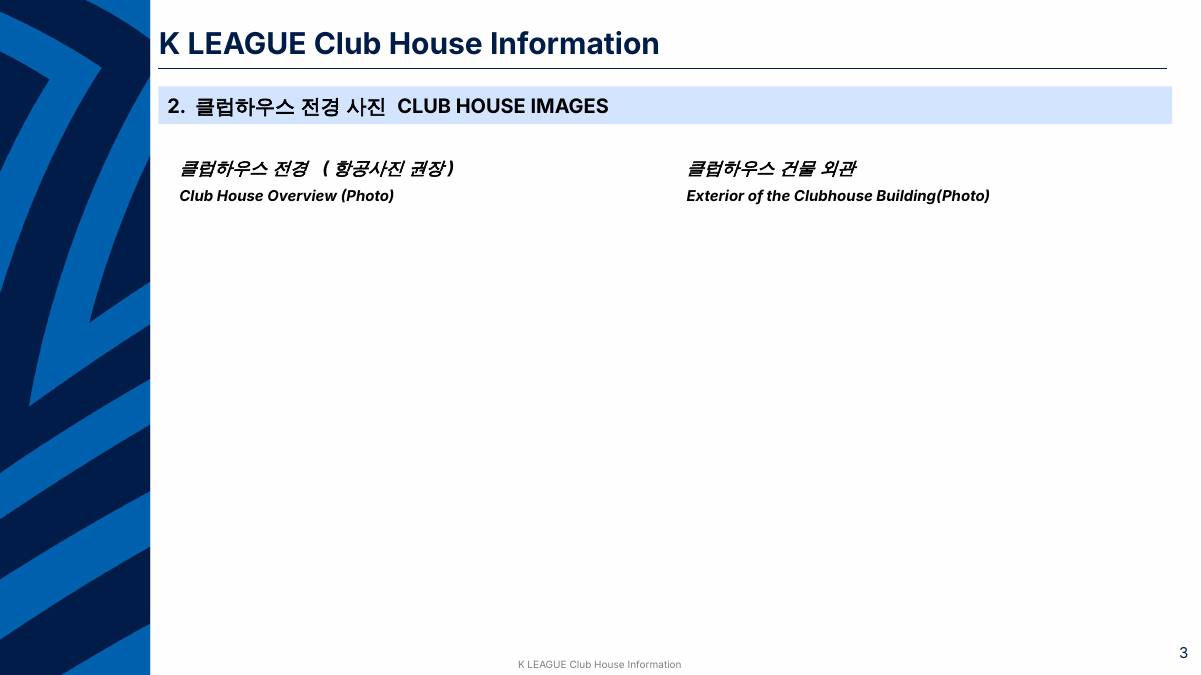 K LEAGUE Club House Information
2. 클럽하우스 전경 사진 CLUB HOUSE IMAGES
클럽하우스 전경 ( 항공사진 권장)
Club House Overview (Photo)
클럽하우스 건물 외관
Exterior of the Clubhouse Building(Photo)
K LEAGUE Club House Information
3